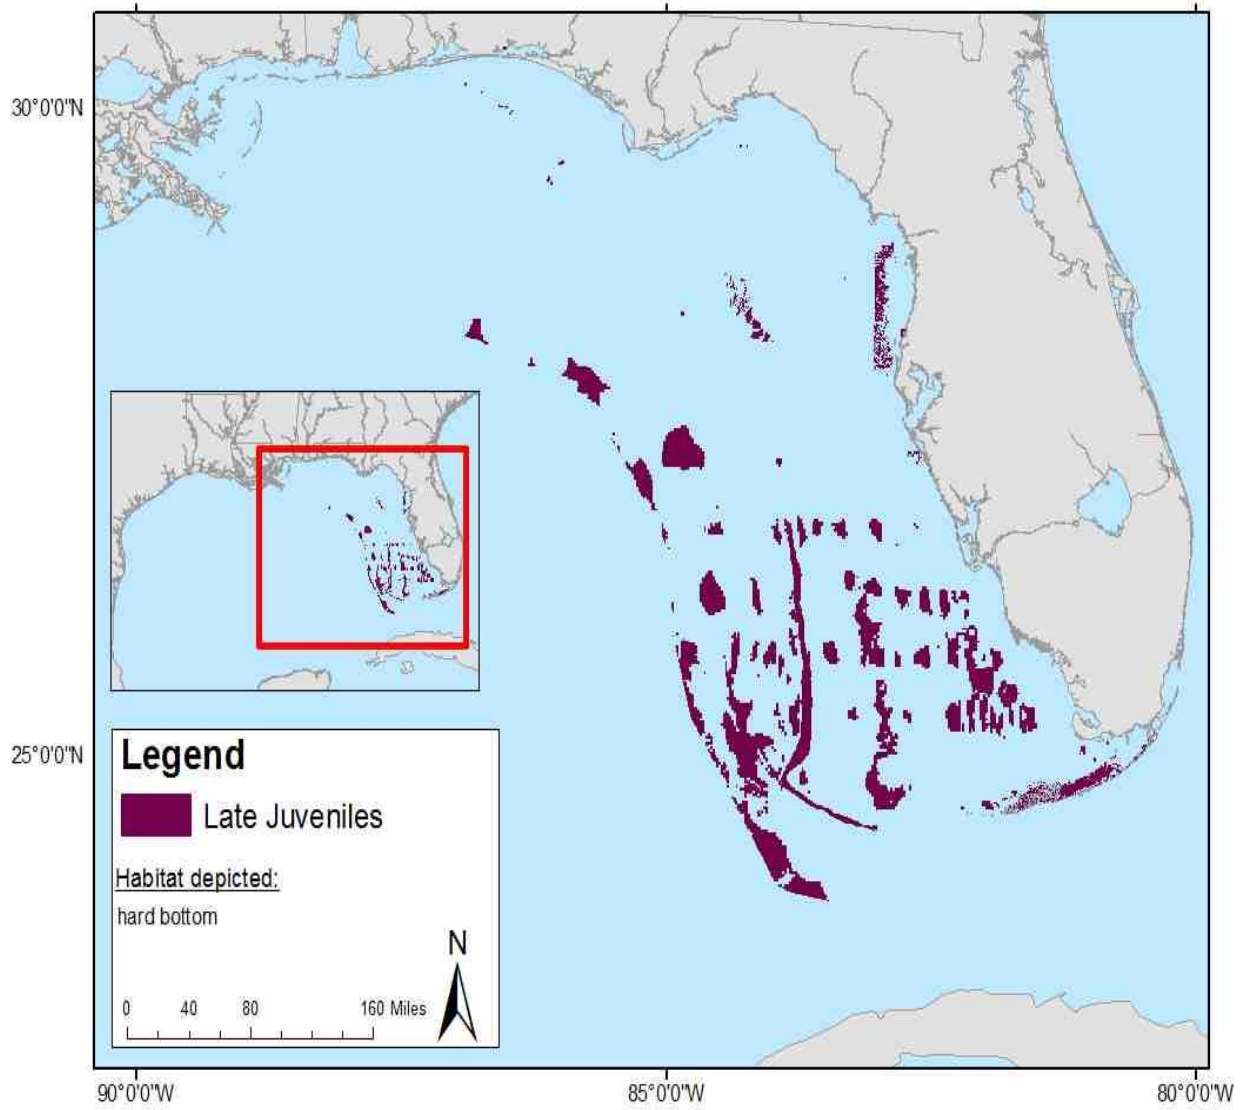 30°0'0"N
25°0'0"N
Legend
Late Juveniles
Habitat depicted:
hard bottom
N
0 40 80 160 Miles
90°0'0"W 85°0'0"W 80°0'0"W